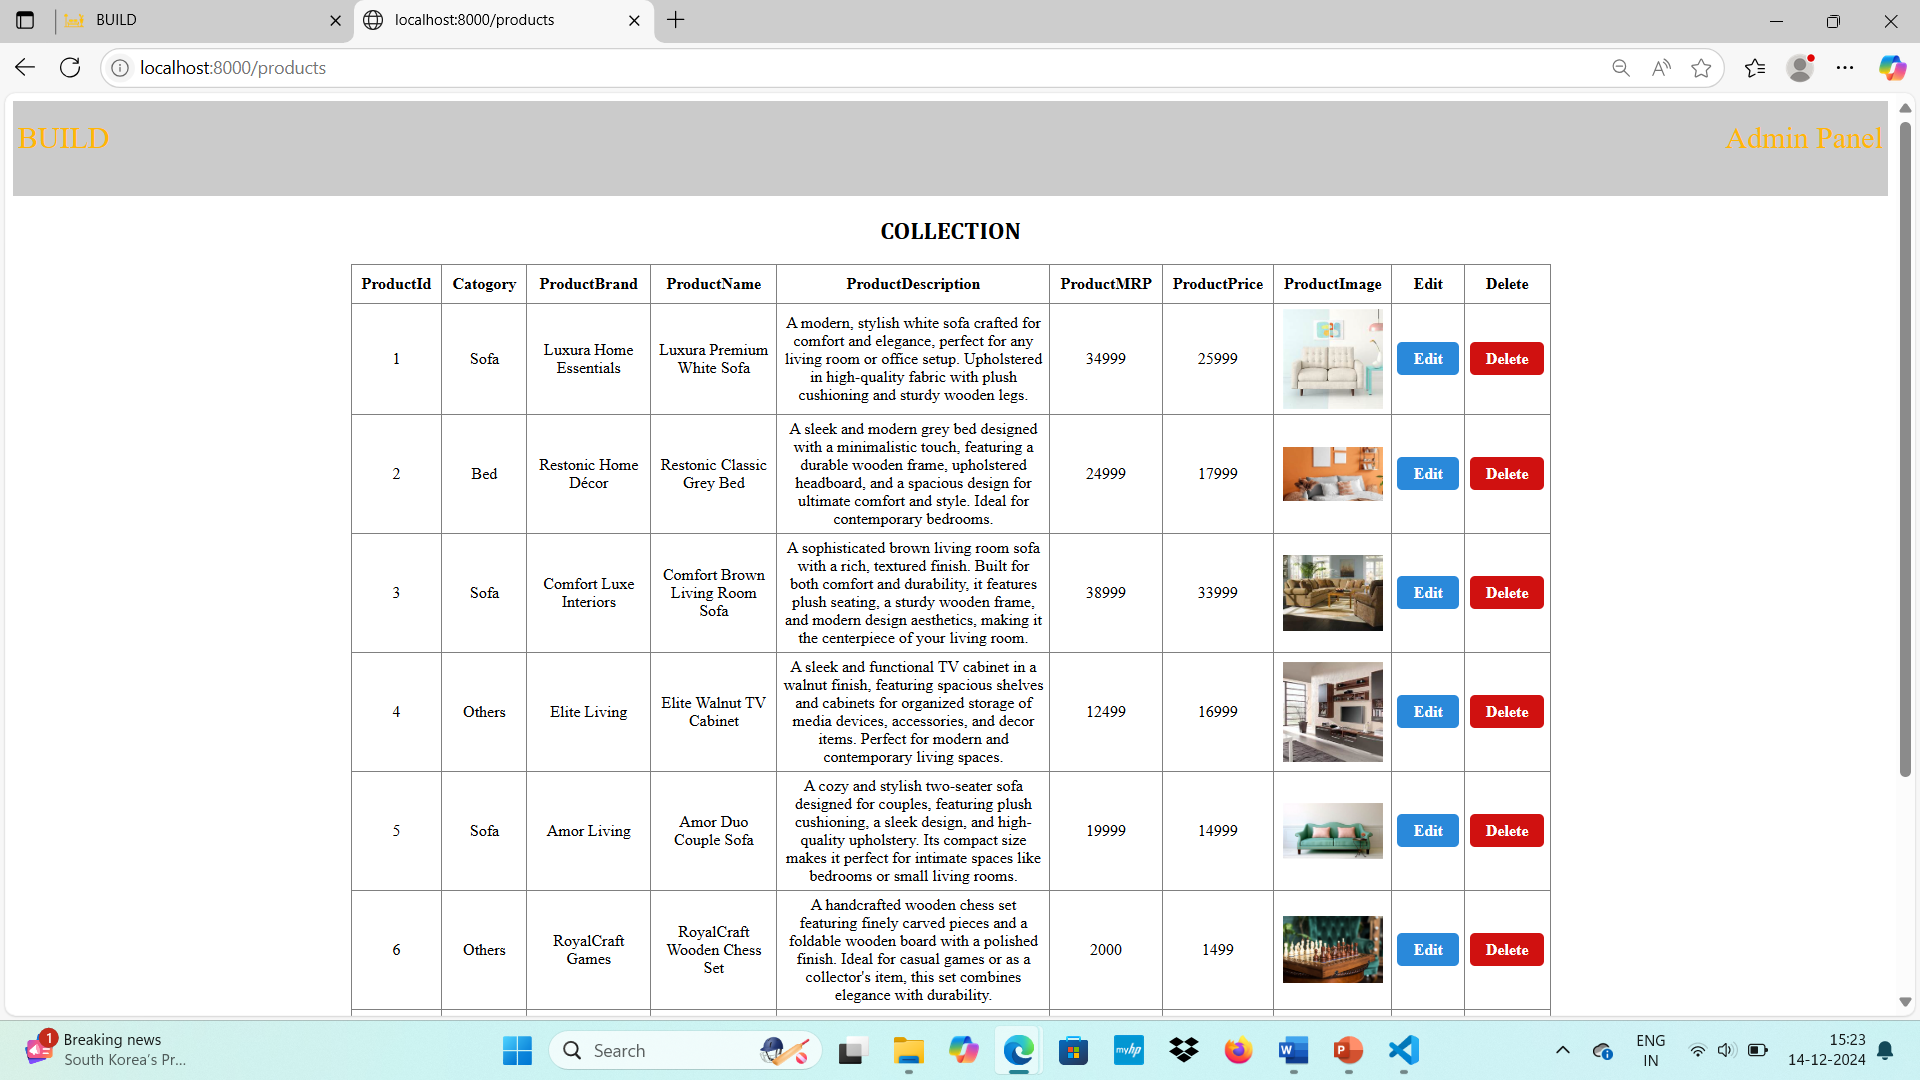 BUILD
localhost:8000/products
localhost:8000/products
BUILD
Admin Panel
COLLECTION
ProductId Catogory ProductBrand ProductName ProductDescription ProductMRP ProductPrice ProductImage Edit Delete
1
Sofa
Luxura Home
Essentials
Luxura Premium
White Sofa
A modern, stylish white sofa crafted for
comfort and elegance, perfect for any
living room or office setup. Upholstered
in high-quality fabric with plush
cushioning and sturdy wooden legs.
34999
25999
Edit
Delete
2
Bed
Restonic Home
Décor
Restonic Classic
Grey Bed
A sleek and modern grey bed designed
with a minimalistic touch, featuring a
durable wooden frame, upholstered
headboard, and a spacious design for
ultimate comfort and style. Ideal for
contemporary bedrooms.
24999
17999
Edit
Delete
3
Sofa
Comfort Luxe
Interiors
Comfort Brown
Living Room
Sofa
A sophisticated brown living room sofa
with a rich, textured finish. Built for
both comfort and durability, it features
plush seating, a sturdy wooden frame,
and modern design aesthetics, making it
the centerpiece of your living room.
38999
33999
Edit
Delete
4
Others
Elite Living
Elite Walnut TV
Cabinet
A sleek and functional TV cabinet in a
walnut finish, featuring spacious shelves
and cabinets for organized storage of
media devices, accessories, and decor
items. Perfect for modern and
contemporary living spaces.
12499
16999
Edit
Delete
5
Sofa
Amor Living
Amor Duo
Couple Sofa
A cozy and stylish two-seater sofa
designed for couples, featuring plush
cushioning, a sleek design, and high-
quality upholstery. Its compact size
makes it perfect for intimate spaces like
bedrooms or small living rooms.
19999
14999
Edit
Delete
6
Others
RoyalCraft
Games
RoyalCraft
Wooden Chess
Set
A handcrafted wooden chess set
featuring finely carved pieces and a
foldable wooden board with a polished
finish. Ideal for casual games or as a
collector's item, this set combines
elegance with durability.
2000
1499
Edit
Delete
1
Breaking news
South Korea's Pr...
Search
myhp
W
P
ENG
IN
15:23
14-12-2024